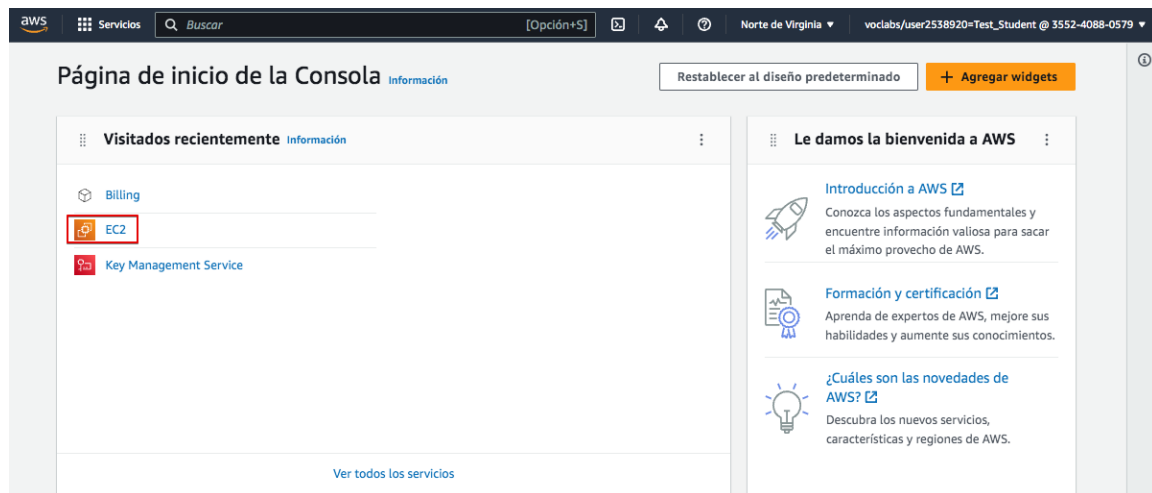 aws
Servicios
Buscar
[Opción+S]
Norte de Virginia ▼
voclabs/user2538920=Test_Student @ 3552-4088-0579 ▼
Página de inicio de la Consola Información
Restablecer al diseño predeterminado
+ Agregar widgets
Visitados recientemente Información
Billing
EC2
Key Management Service
Ver todos los servicios
Le damos la bienvenida a AWS
Introducción a AWS
Conozca los aspectos fundamentales y
encuentre información valiosa para sacar
el máximo provecho de AWS.
Formación y certificación
Aprenda de expertos de AWS, mejore sus
habilidades y aumente sus conocimientos.
¿Cuáles son las novedades de
AWS?
Descubra los nuevos servicios,
características y regiones de AWS.